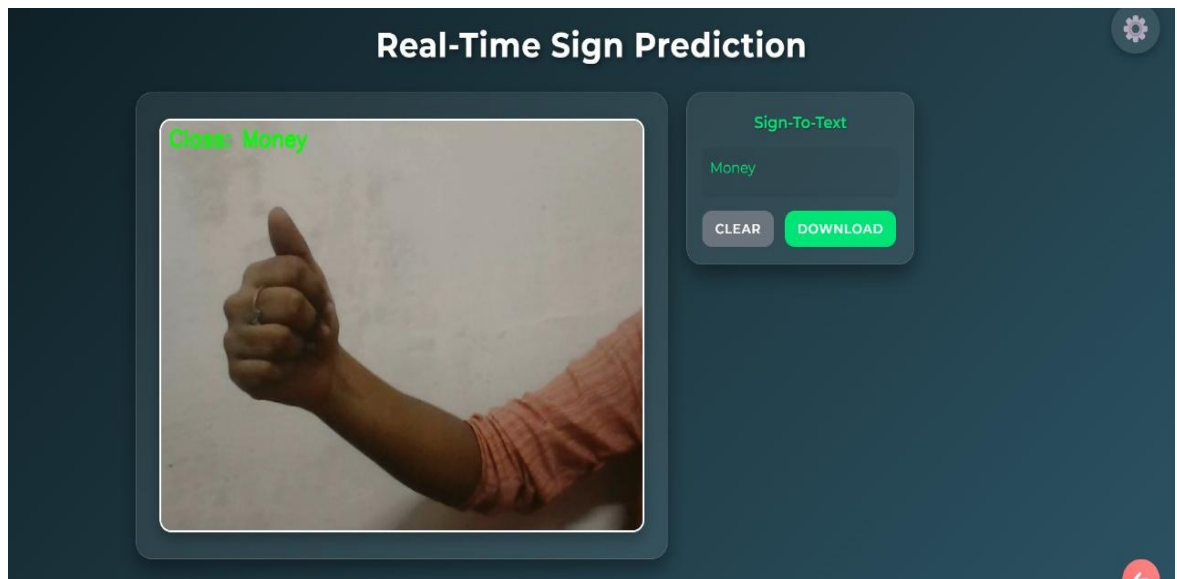 Real-Time Sign Prediction
Class: Money
Sign-To-Text
Money
CLEAR DOWNLOAD